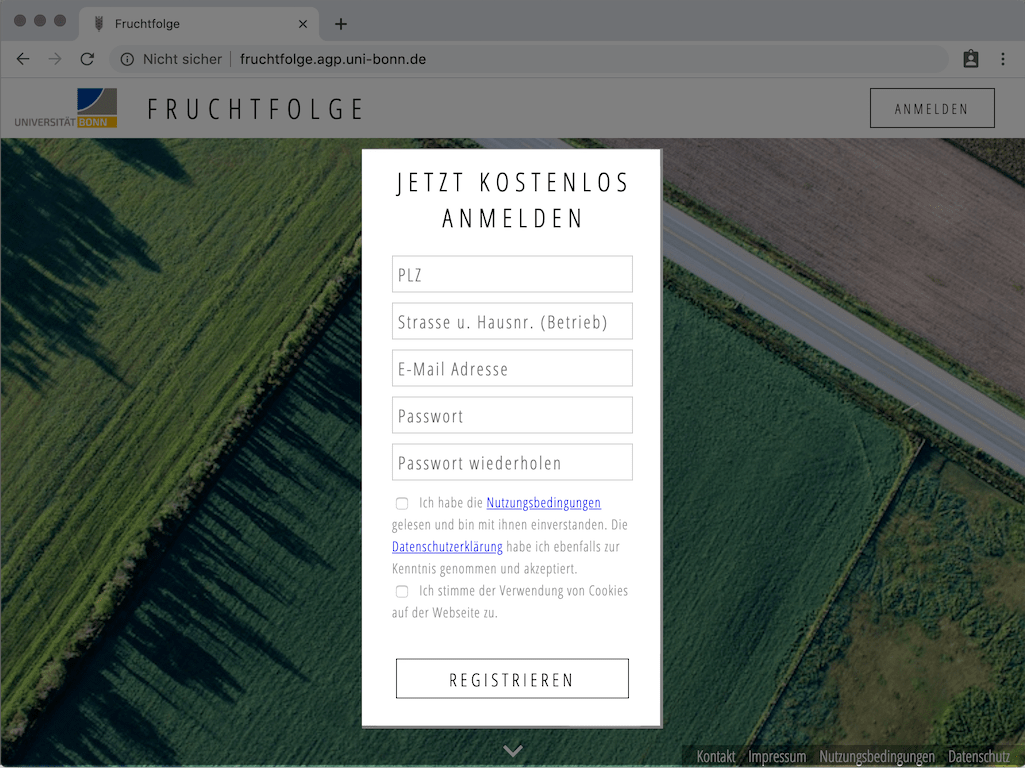 Fruchtfolge
Nicht sicher fruchtfolge.agp.uni-bonn.de
UNIVERSITÄT BONN
FRUCHTFOLGE
ANMELDEN
JETZT KOSTENLOS
ANMELDEN
PLZ
Strasse u. Hausnr. (Betrieb)
E-Mail Adresse
Passwort
Passwort wiederholen
Ich habe die Nutzungsbedingungen
gelesen und bin mit ihnen einverstanden. Die
Datenschutzerklärung habe ich ebenfalls zur
Kenntnis genommen und akzeptiert.
Ich stimme der Verwendung von Cookies
auf der Webseite zu.
REGISTRIEREN
Kontakt Impressum Nutzungsbedingungen Datenschutz